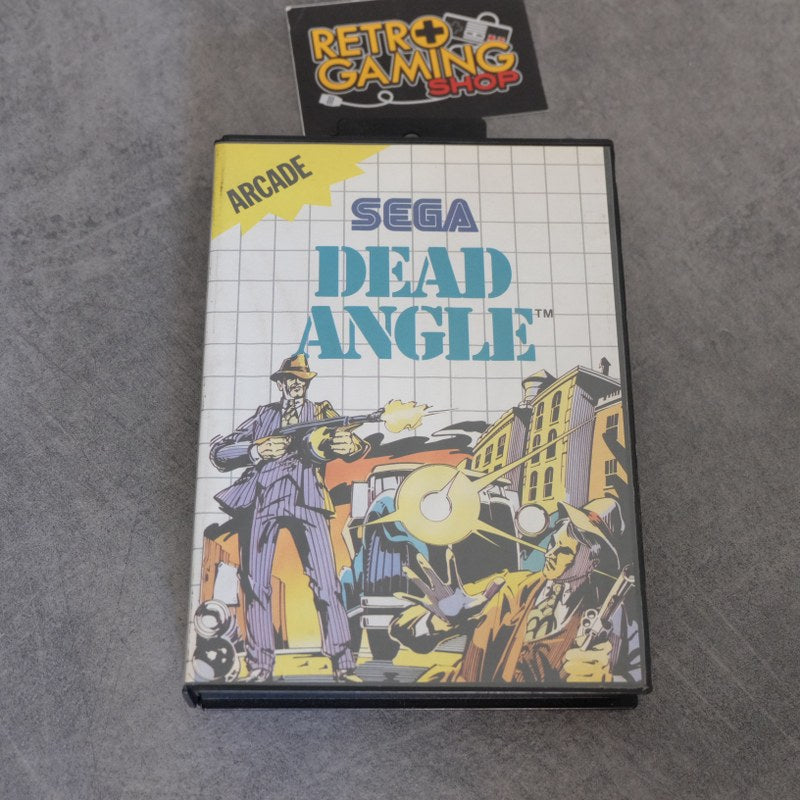 RETRO
GAMING
SHOP
ARCADE
SEGA
DEAD
ANGLE™